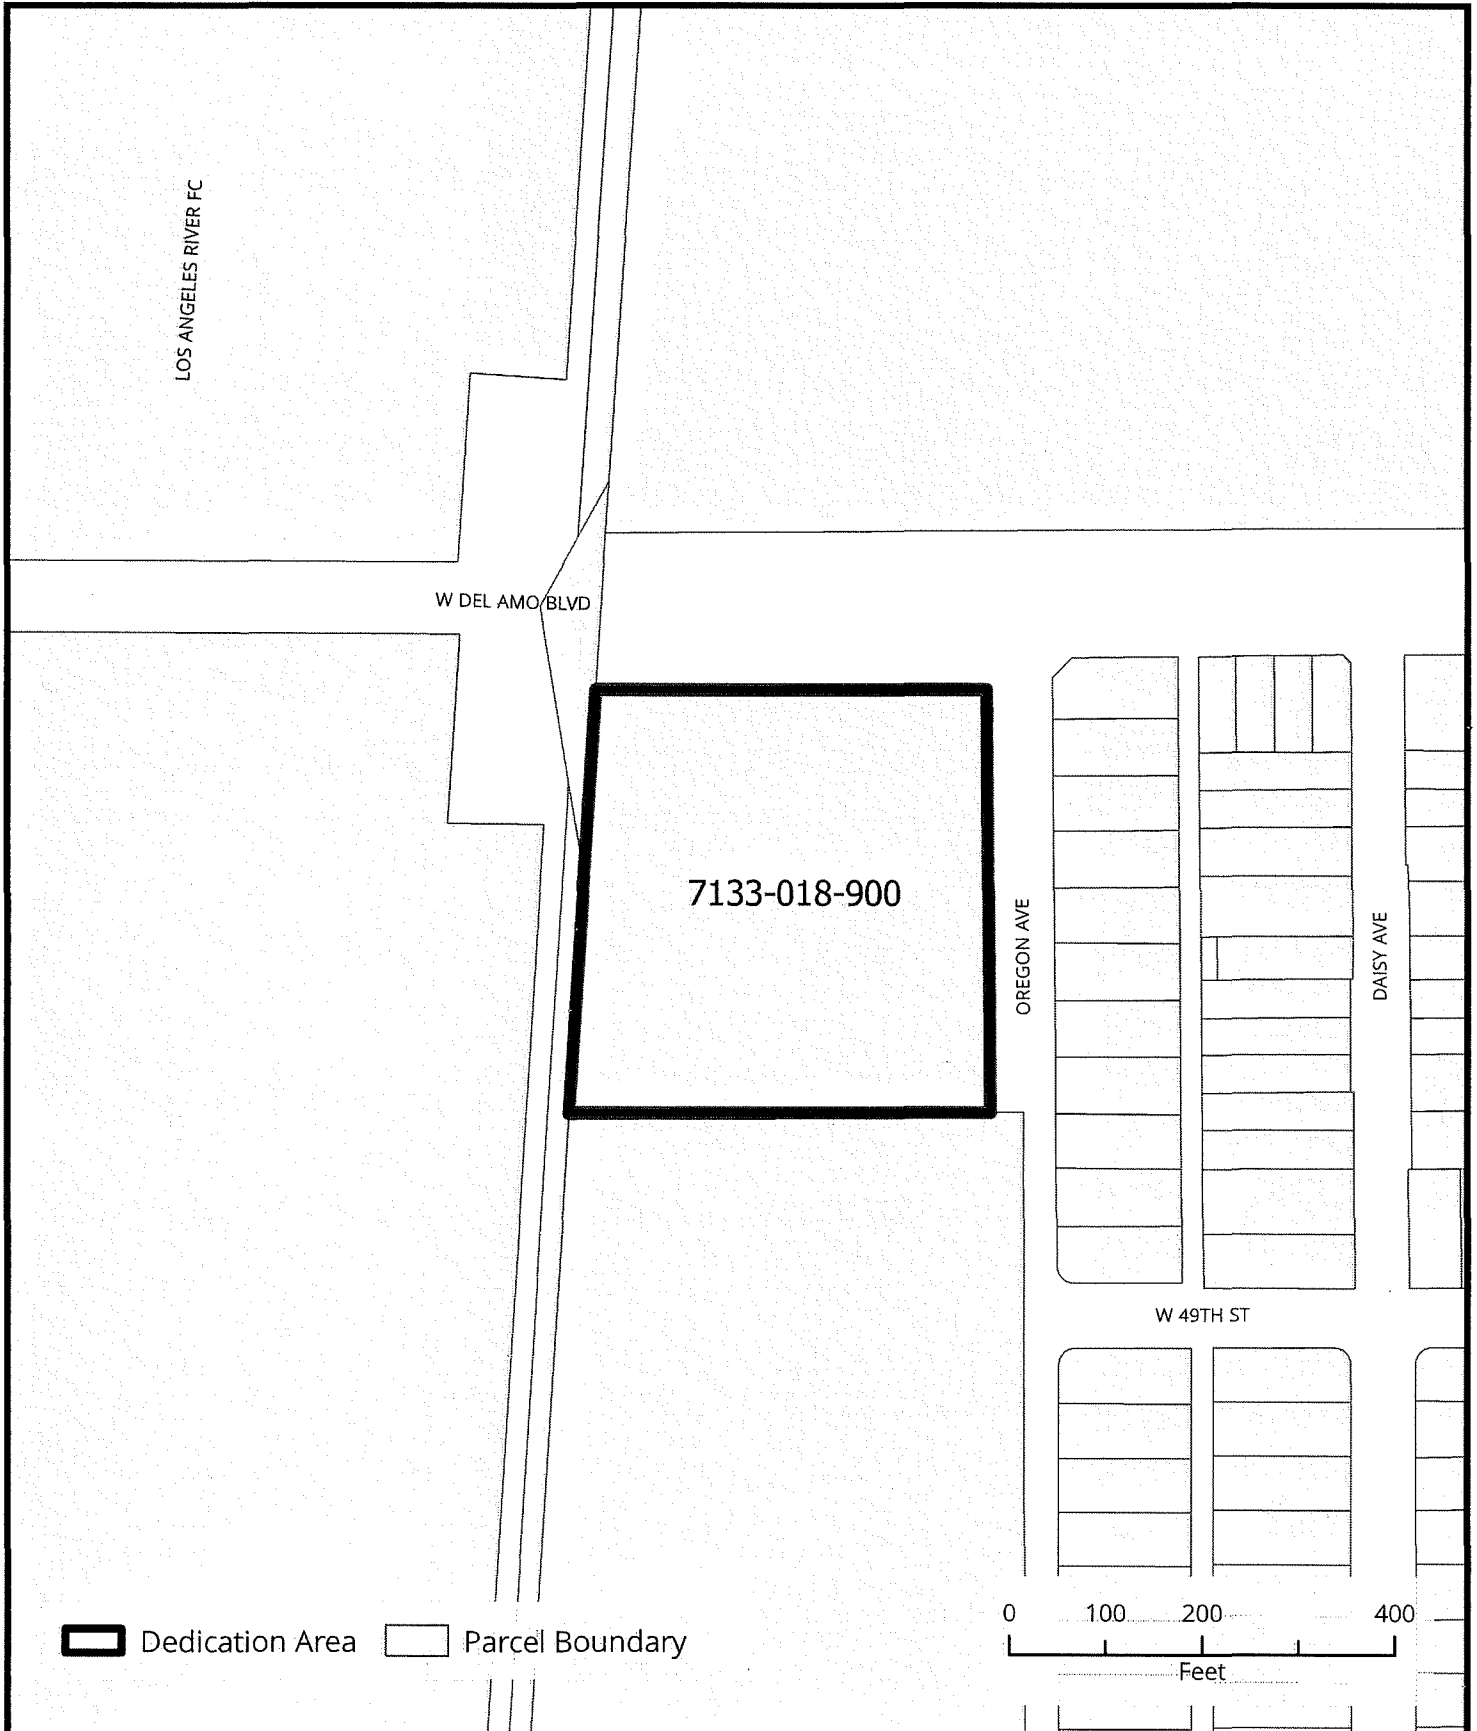 LOS ANGELES RIVER FC
W DEL AMO BLVD
7133-018-900
OREGON AVE
DAISY AVE
W 49TH ST
Dedication Area
Parcel Boundary
0 100 200 400
Feet